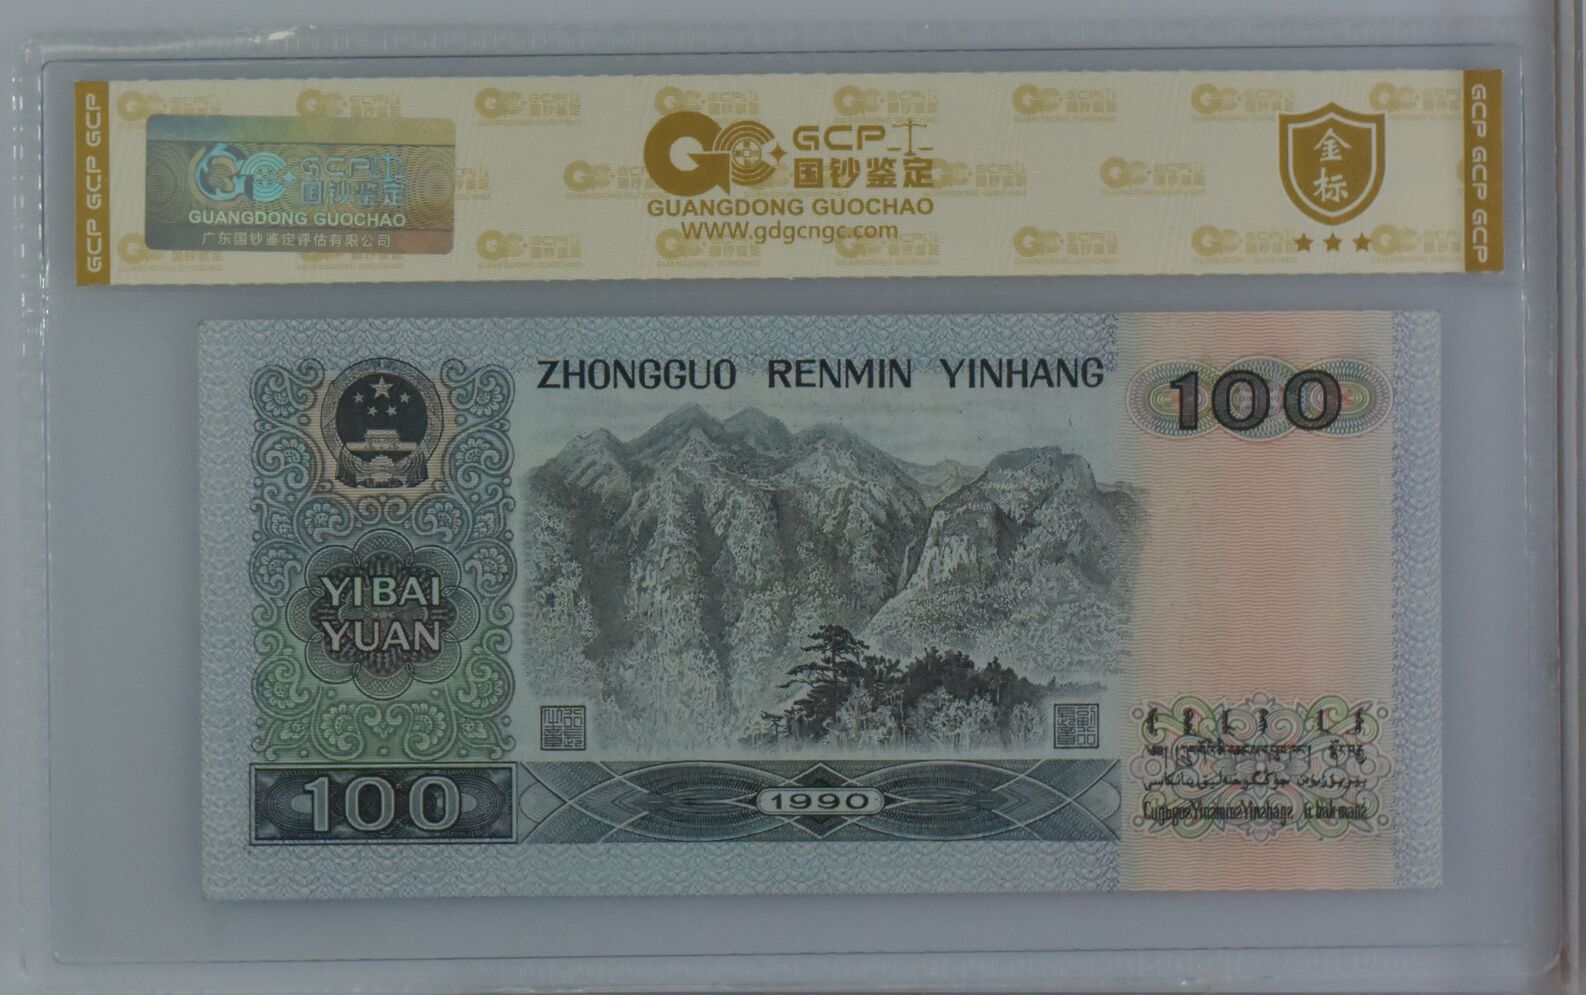 GCP GCP GCP
GCP 国钞鉴定
GUANGDONG GUOCHAO
广东国钞鉴定评估有限公司
GCP
国钞鉴定
GUANGDONG GUOCHAO
WWW.gdgcngc.com
金标
GCP GCP GCP
ZHONGGUO RENMIN YINHANG
100
YIBAI
YUAN
100
1990